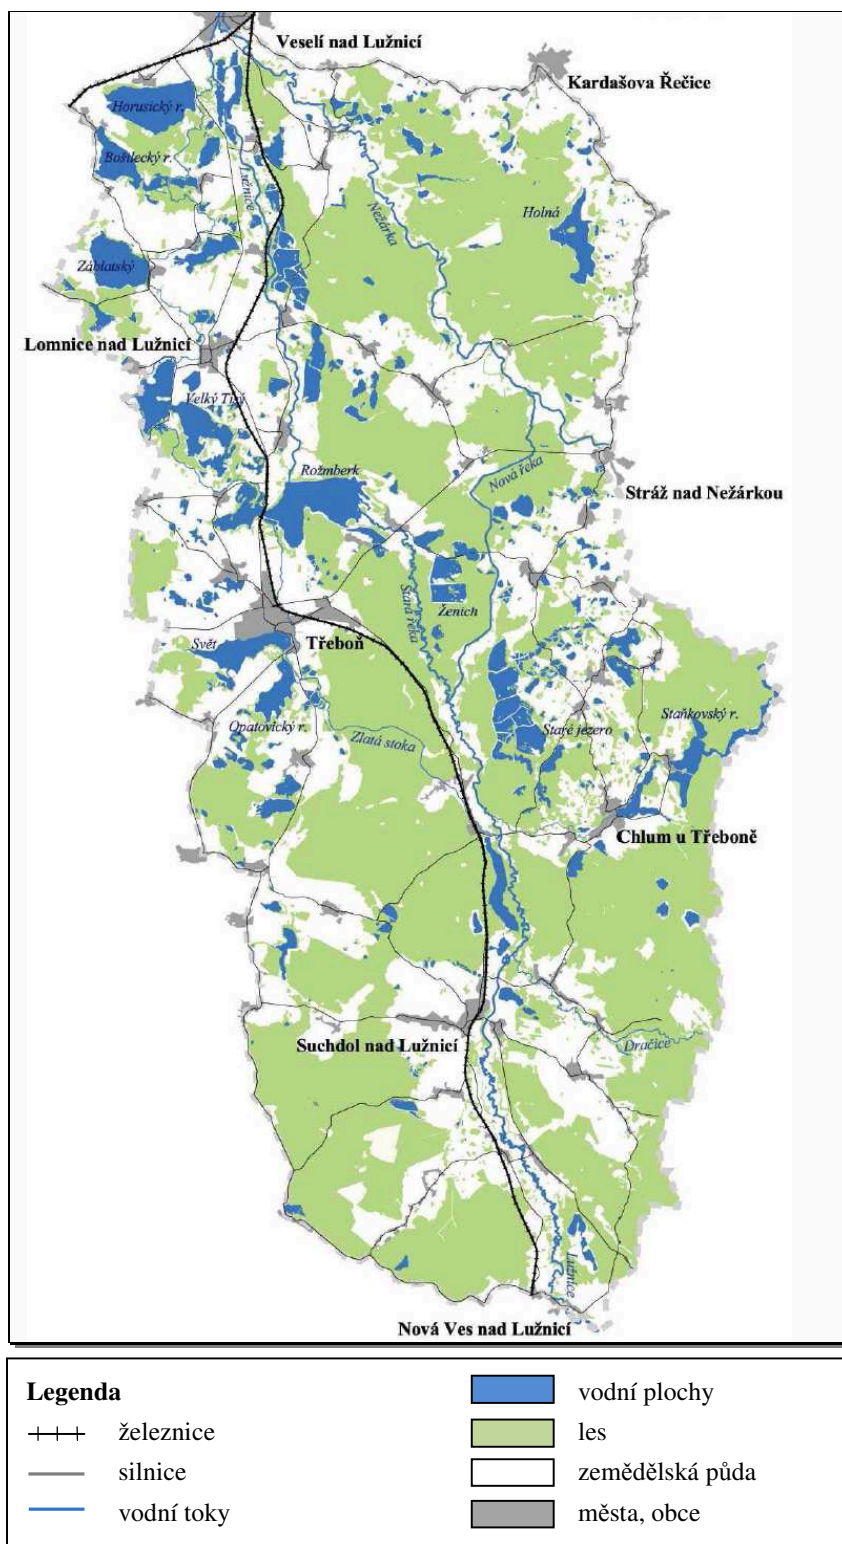 Veselí nad Lužnicí
Kardašova Řečice
Horusický r.
Bošilecký r.
Lužnice
Nežárka
Holná
Záblatský
Lomnice nad Lužnicí
Velký Tisý
Rožmberk
Nová řeka
Stráž nad Nežárkou
Stará řeka
Ženich
Svět
Třeboň
Opatovický r.
Zlatá stoka
Staré jezero
Staňkovský r.
Chlum u Třeboně
Suchdol nad Lužnicí
Dračice
Lužnice
Nová Ves nad Lužnicí
Legenda
železnice
silnice
vodní toky
vodní plochy
les
zemědělská půda
města, obce